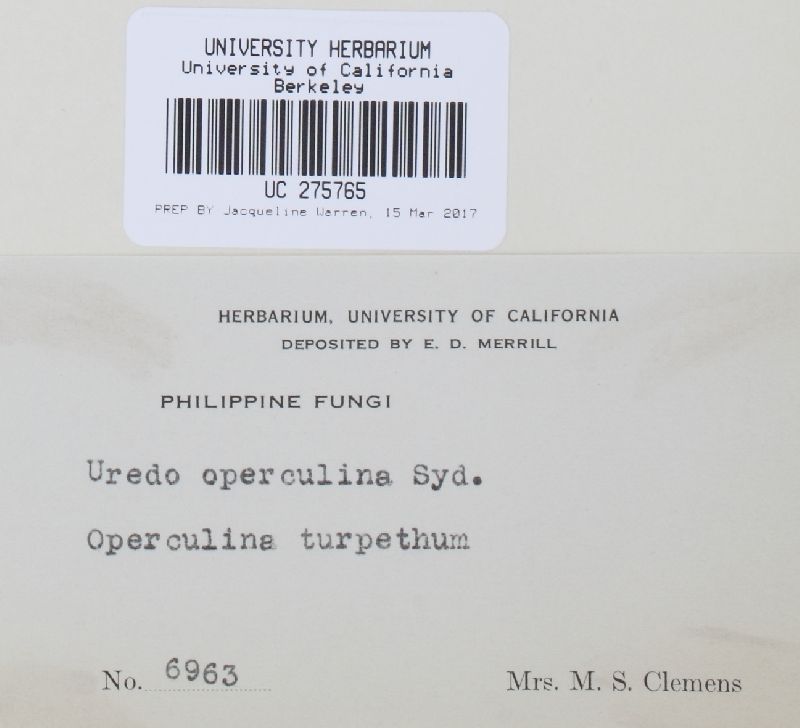 UNIVERSITY HERBARIUM
University of California
Berkeley
UC 275765
PREP BY Jacqueline Warren, 15 Mar 2017
HERBARIUM, UNIVERSITY OF CALIFORNIA
DEPOSITED BY E. D. MERRILL
PHILIPPINE FUNGI
Uredo operculina Syd.
Operculina turpethum
No. 6963 Mrs. M. S. Clemens